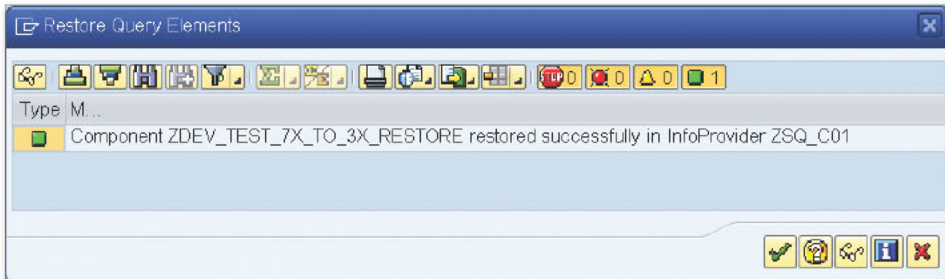 Restore Query Elements
0 0 0 1
Type M...
Component ZDEV_TEST_7X_TO_3X_RESTORE restored successfully in InfoProvider ZSQ_C01